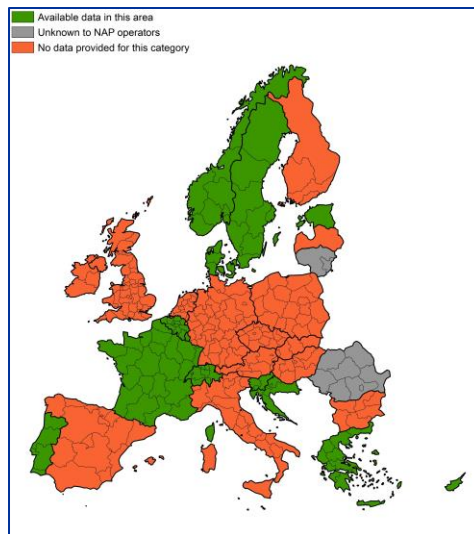 Available data in this area
Unknown to NAP operators
No data provided for this category